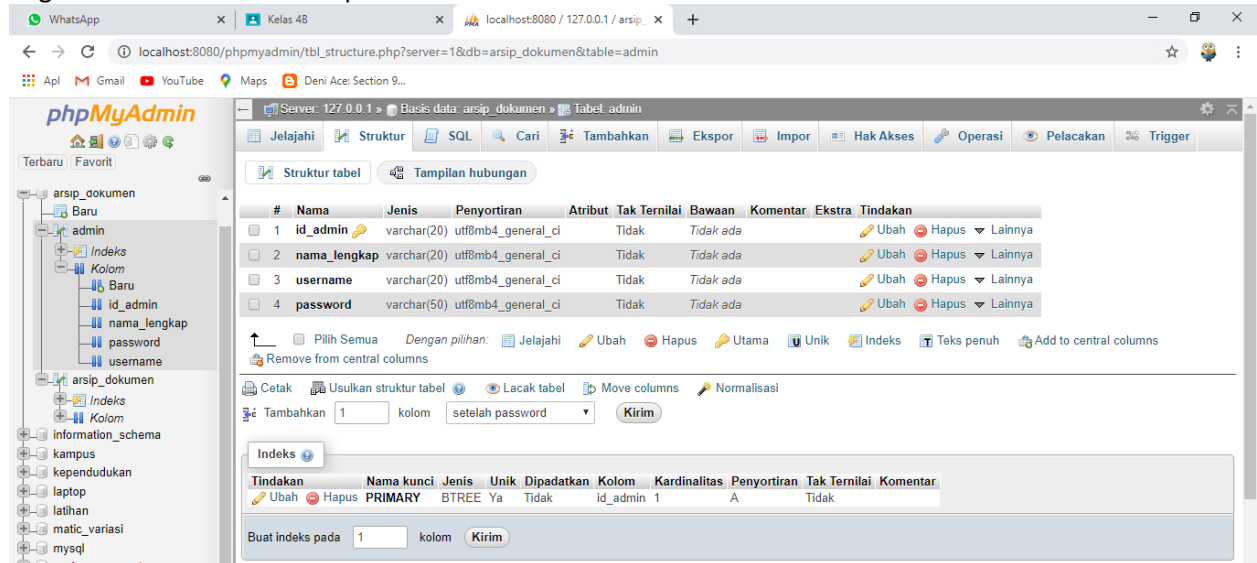 WhatsApp
Kelas 4B
localhost:8080 / 127.0.0.1 / arsip_
localhost:8080/phpmyadmin/tbl_structure.php?server=1&db=arsip_dokumen&table=admin
Apl Gmail YouTube Maps Deni Ace: Section 9...
phpMyAdmin
Terbaru Favorit
arsip_dokumen
Baru
admin
Indeks
Kolom
Baru
id_admin
nama_lengkap
password
username
arsip_dokumen
Indeks
Kolom
information_schema
kampus
kependudukan
laptop
latihan
matic_variasi
mysql
Server: 127.0.0.1 » Basis data: arsip_dokumen » Tabel: admin
Jelajahi Struktur SQL Cari Tambahkan Ekspor Impor Hak Akses Operasi Pelacakan Trigger
Struktur tabel Tampilan hubungan
# Nama Jenis Penyortiran Atribut Tak Ternilai Bawaan Komentar Ekstra Tindakan
1 id_admin varchar(20) utf8mb4_general_ci Tidak Tidak ada Ubah Hapus Lainnya
2 nama_lengkap varchar(20) utf8mb4_general_ci Tidak Tidak ada Ubah Hapus Lainnya
3 username varchar(20) utf8mb4_general_ci Tidak Tidak ada Ubah Hapus Lainnya
4 password varchar(50) utf8mb4_general_ci Tidak Tidak ada Ubah Hapus Lainnya
Pilih Semua Dengan pilihan: Jelajahi Ubah Hapus Utama Unik Indeks Teks penuh Add to central columns
Remove from central columns
Cetak Usulkan struktur tabel Lacak tabel Move columns Normalisasi
Tambahkan 1 kolom setelah password Kirim
Indeks
Tindakan Nama kunci Jenis Unik Dipadatkan Kolom Kardinalitas Penyortiran Tak Ternilai Komentar
Ubah Hapus PRIMARY BTREE Ya Tidak id_admin 1 A Tidak
Buat indeks pada 1 kolom Kirim